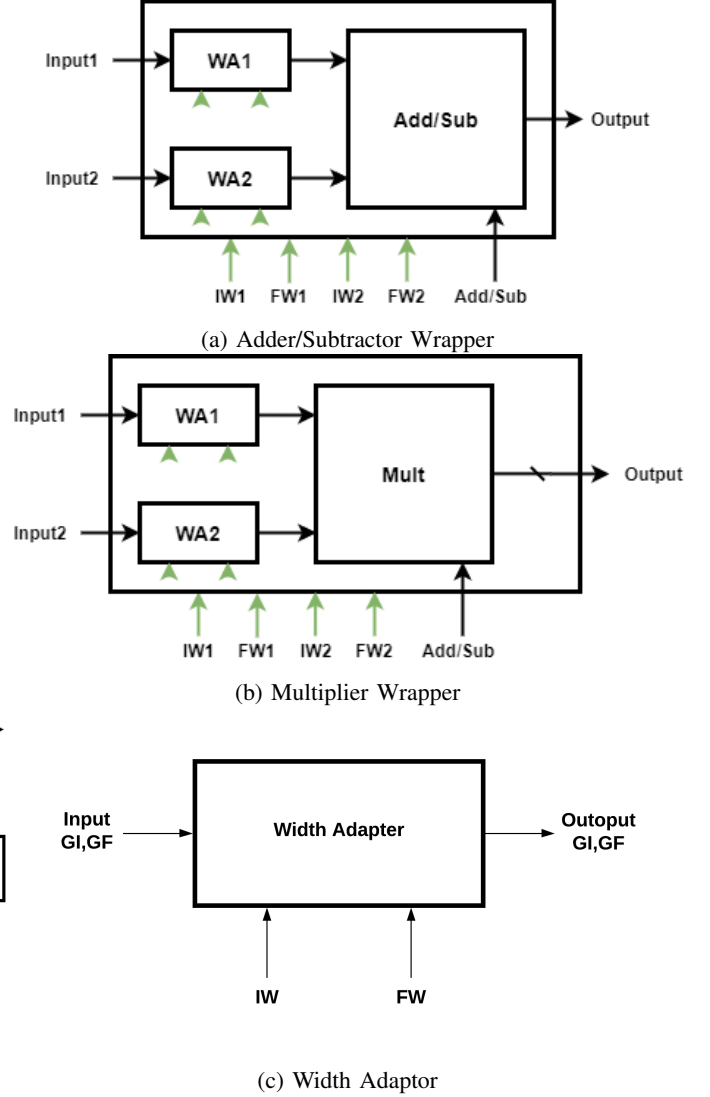 Input1
WA1
Add/Sub
Output
Input2
WA2
IW1 FW1 IW2 FW2 Add/Sub
(a) Adder/Subtractor Wrapper
Input1
WA1
Mult
Output
Input2
WA2
IW1 FW1 IW2 FW2 Add/Sub
(b) Multiplier Wrapper
Input
GI,GF
Width Adapter
Outoput
GI,GF
IW FW
(c) Width Adaptor